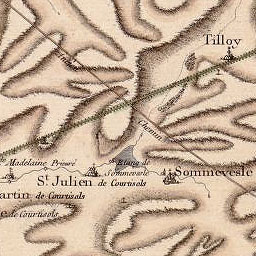 Tilloy
Chemin
Madelaine Prieuré
Etang de
Sommevesle
Sommevesle
St. Julien de Courtisols
artin de Courtisols
e de Courtisols